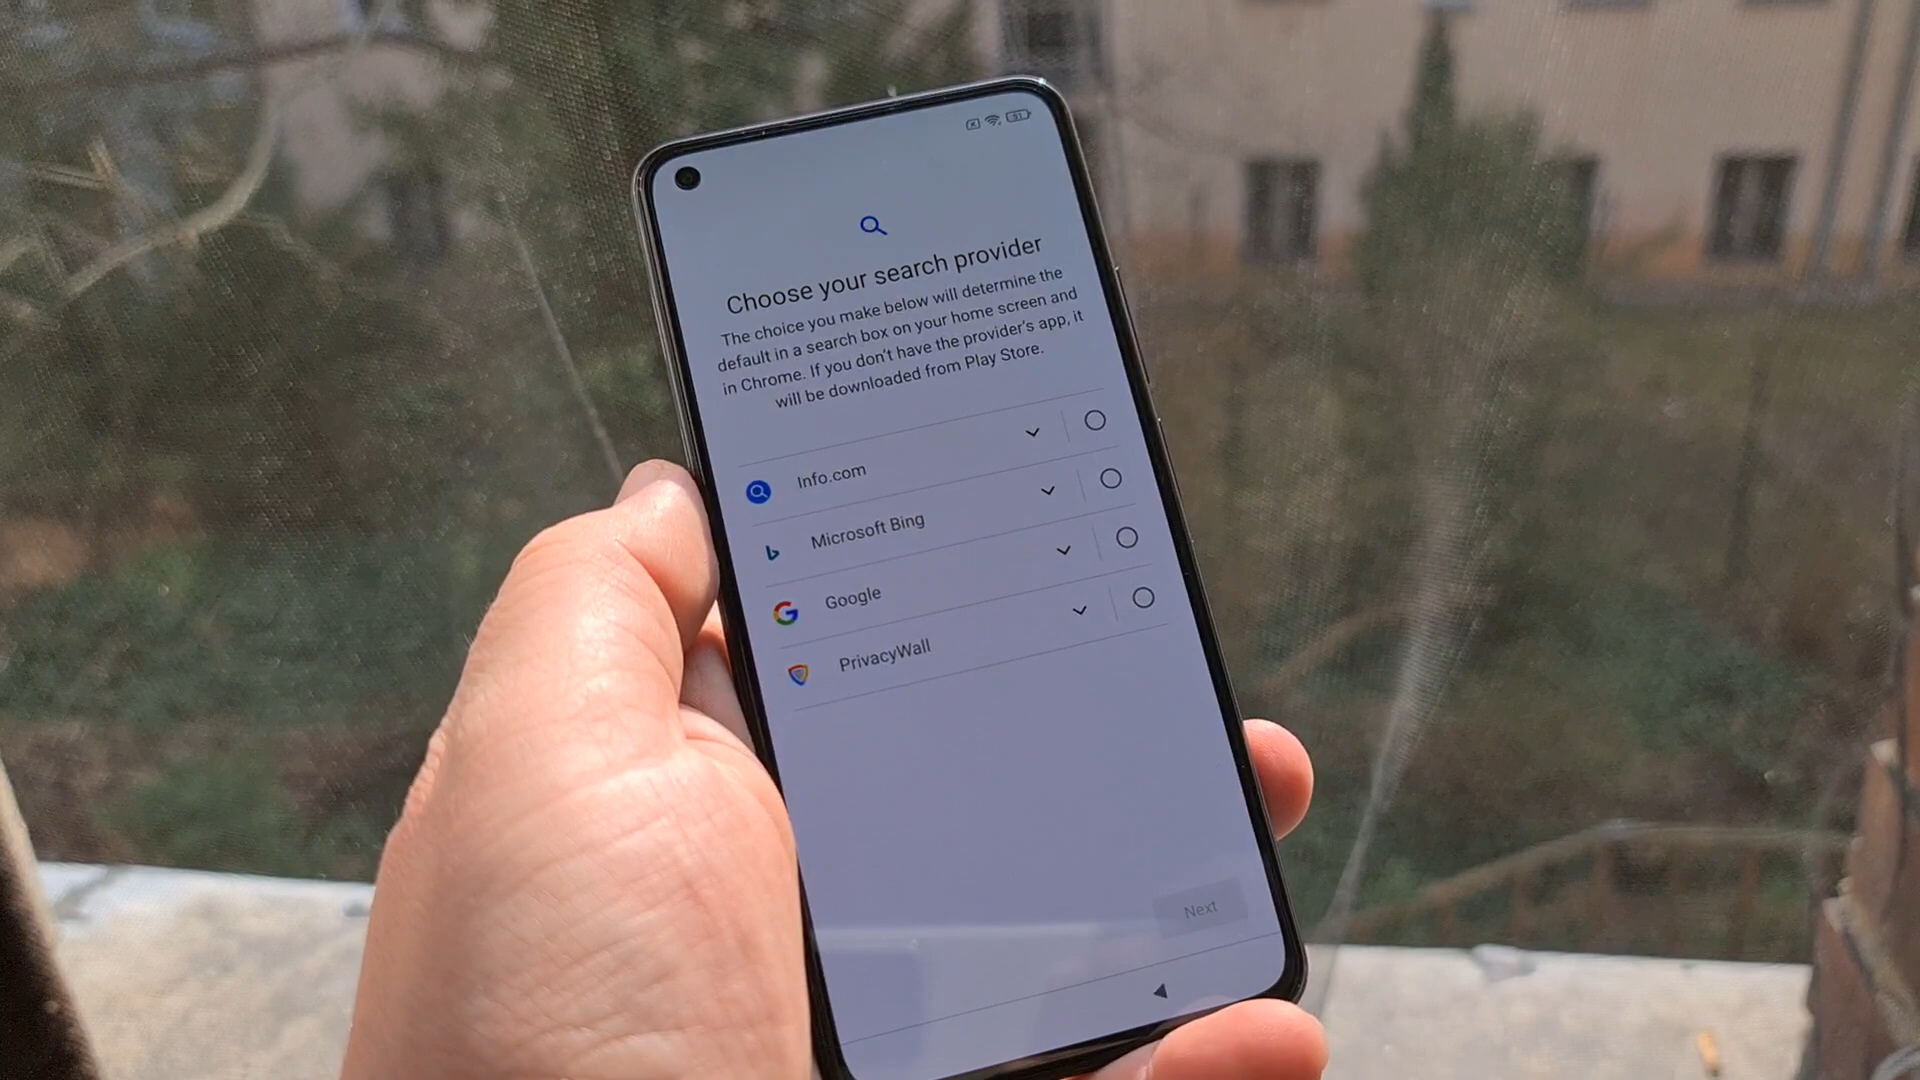 51
Choose your search provider
The choice you make below will determine the
default in a search box on your home screen and
in Chrome. If you don't have the provider's app, it
will be downloaded from Play Store.
Info.com
Microsoft Bing
Google
PrivacyWall
Next